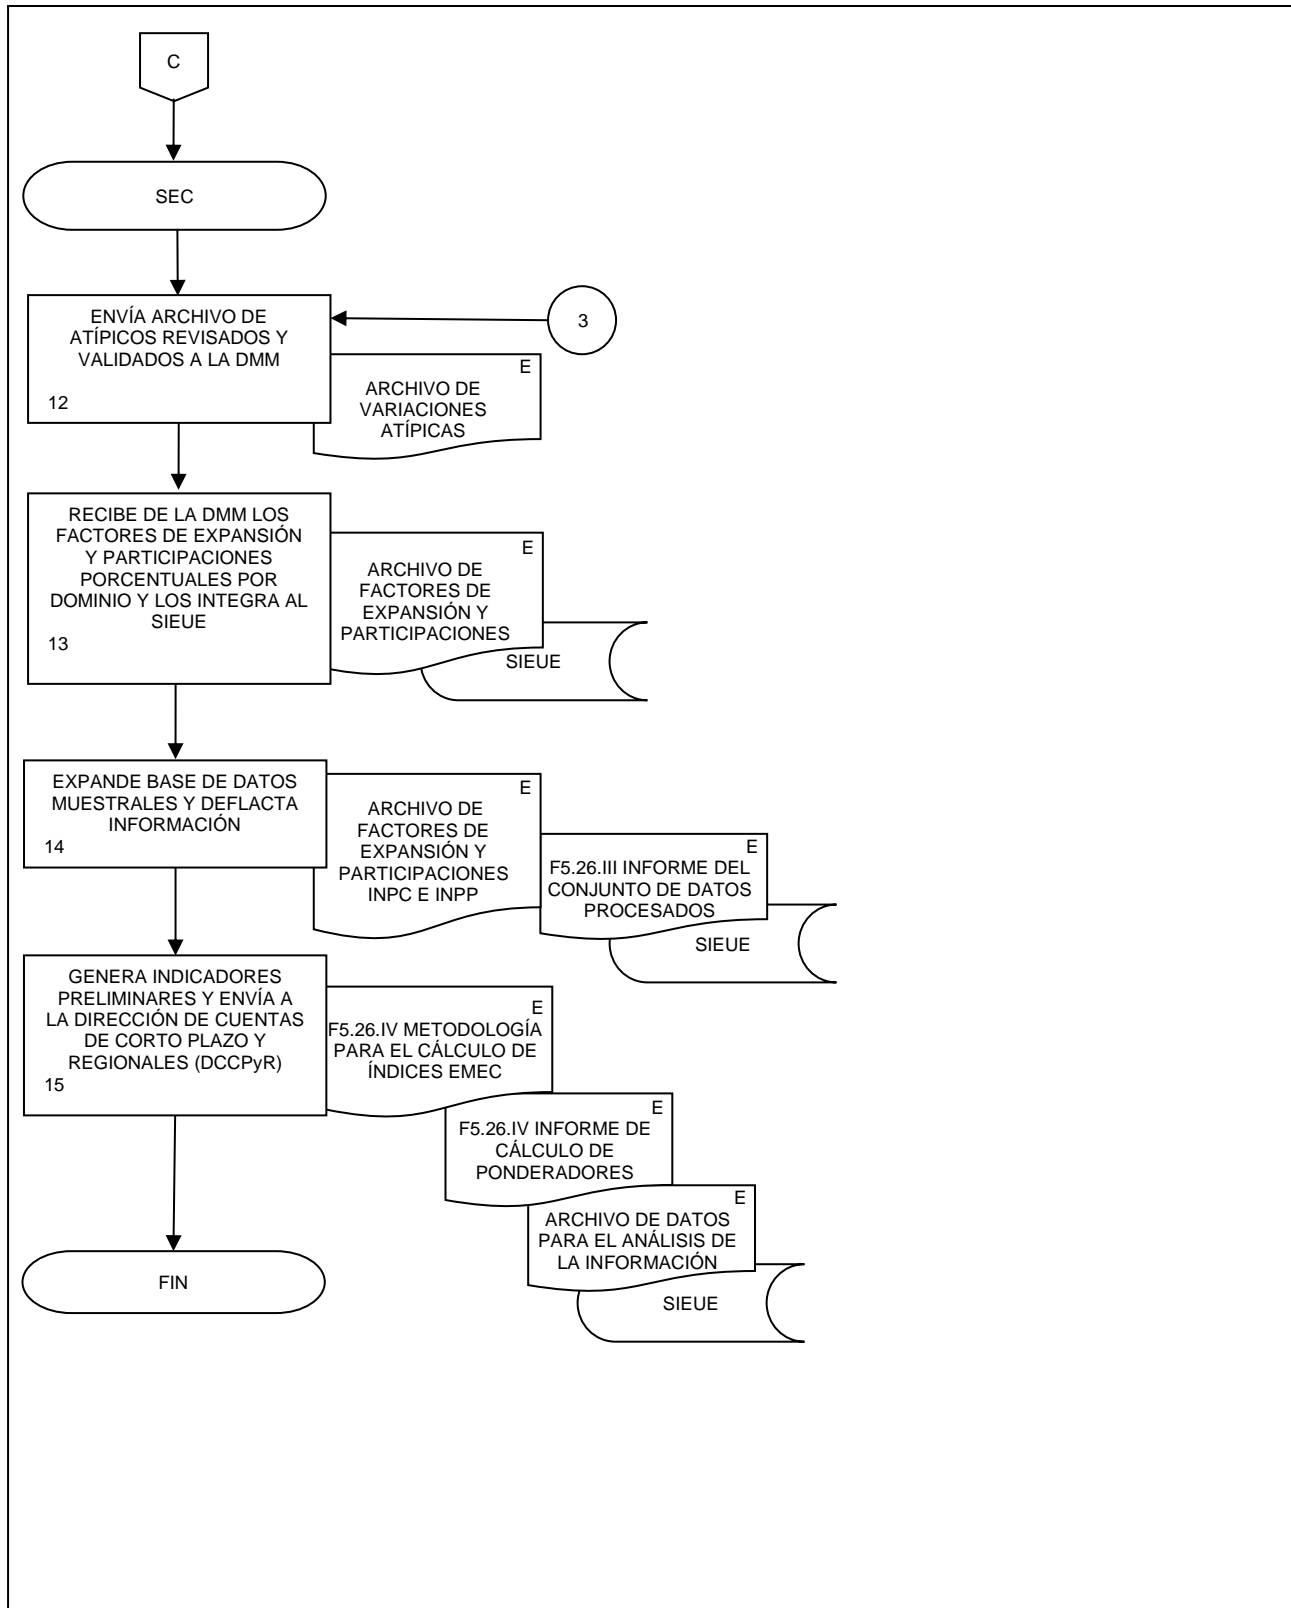 C
SEC
ENVÍA ARCHIVO DE
ATÍPICOS REVISADOS Y
VALIDADOS A LA DMM
12
3
E
ARCHIVO DE
VARIACIONES
ATÍPICAS
RECIBE DE LA DMM LOS
FACTORES DE EXPANSIÓN
Y PARTICIPACIONES
PORCENTUALES POR
DOMINIO Y LOS INTEGRA AL
SIEUE
13
E
ARCHIVO DE
FACTORES DE
EXPANSIÓN Y
PARTICIPACIONES
SIEUE
EXPANDE BASE DE DATOS
MUESTRALES Y DEFLACTA
INFORMACIÓN
14
E
ARCHIVO DE
FACTORES DE
EXPANSIÓN Y
PARTICIPACIONES
INPC E INPP
E
F5.26.III INFORME DEL
CONJUNTO DE DATOS
PROCESADOS
SIEUE
GENERA INDICADORES
PRELIMINARES Y ENVÍA A
LA DIRECCIÓN DE CUENTAS
DE CORTO PLAZO Y
REGIONALES (DCCPyR)
15
E
F5.26.IV METODOLOGÍA
PARA EL CÁLCULO DE
ÍNDICES EMEC
E
F5.26.IV INFORME DE
CÁLCULO DE
PONDERADORES
E
ARCHIVO DE DATOS
PARA EL ANÁLISIS DE
LA INFORMACIÓN
SIEUE
FIN